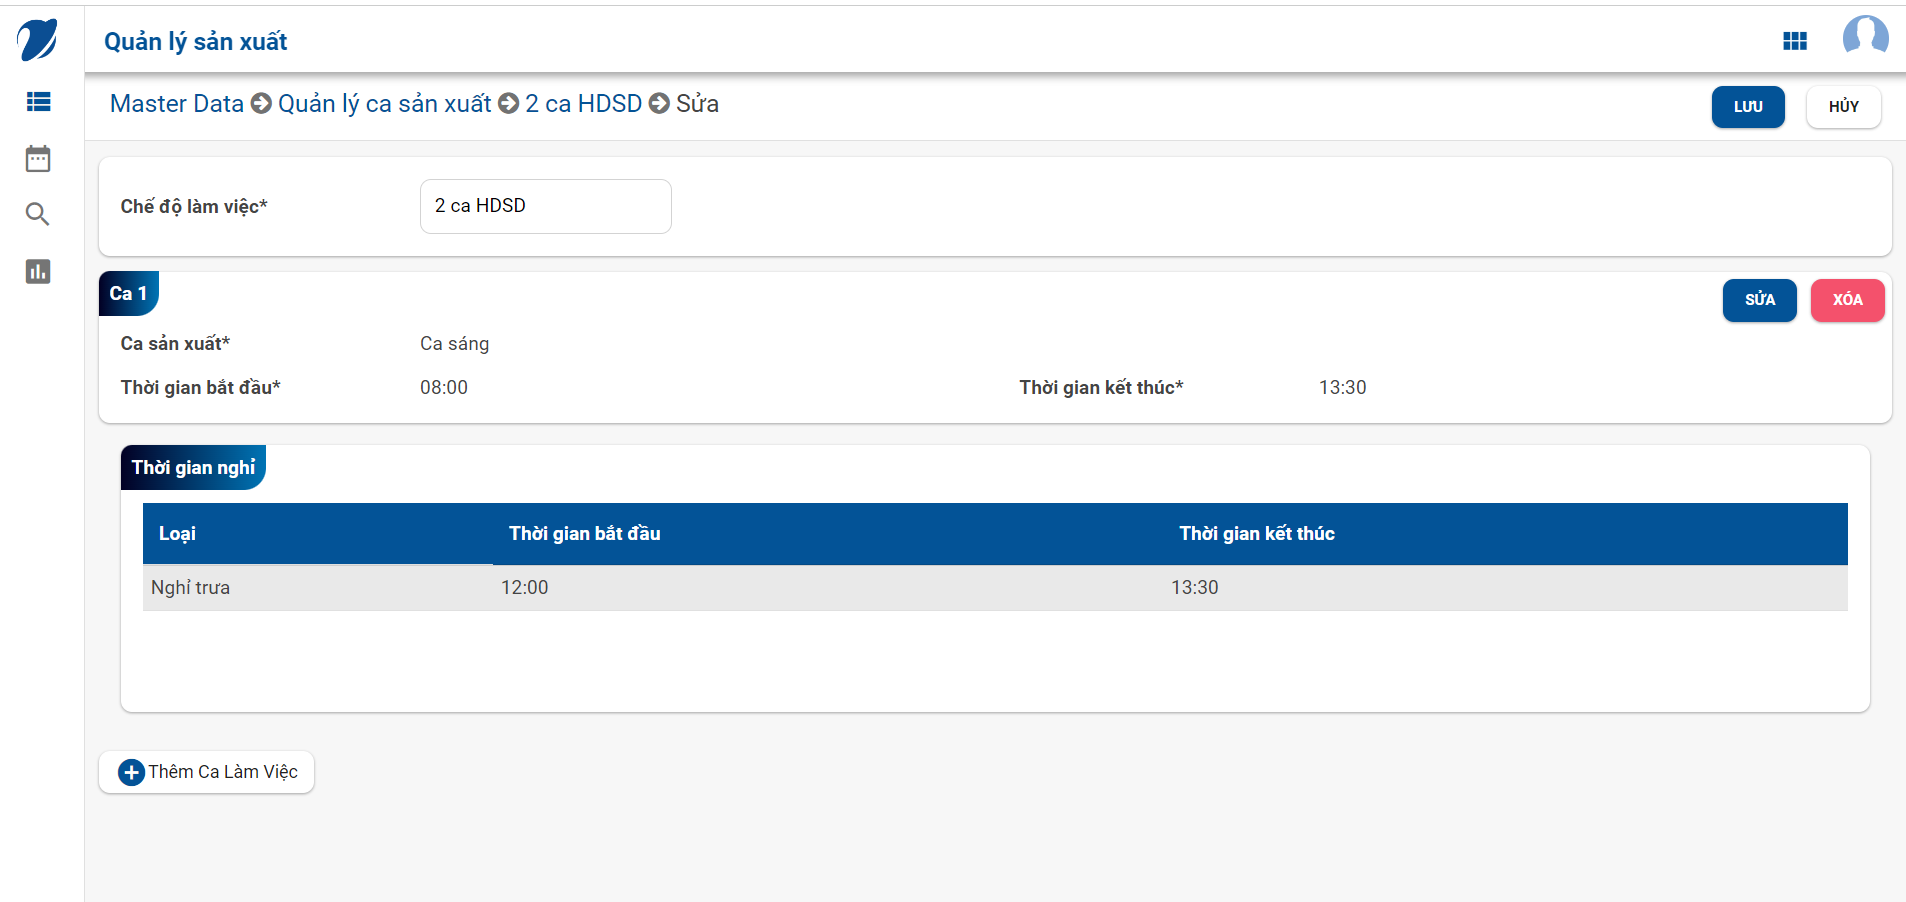 Quản lý sản xuất
Master Data Quản lý ca sản xuất 2 ca HDSD Sửa
LƯU HỦY
Chế độ làm việc* 2 ca HDSD
Ca 1
SỬA XÓA
Ca sản xuất* Ca sáng
Thời gian bắt đầu* 08:00 Thời gian kết thúc* 13:30
Thời gian nghỉ
Loại Thời gian bắt đầu Thời gian kết thúc
Nghỉ trưa 12:00 13:30
Thêm Ca Làm Việc